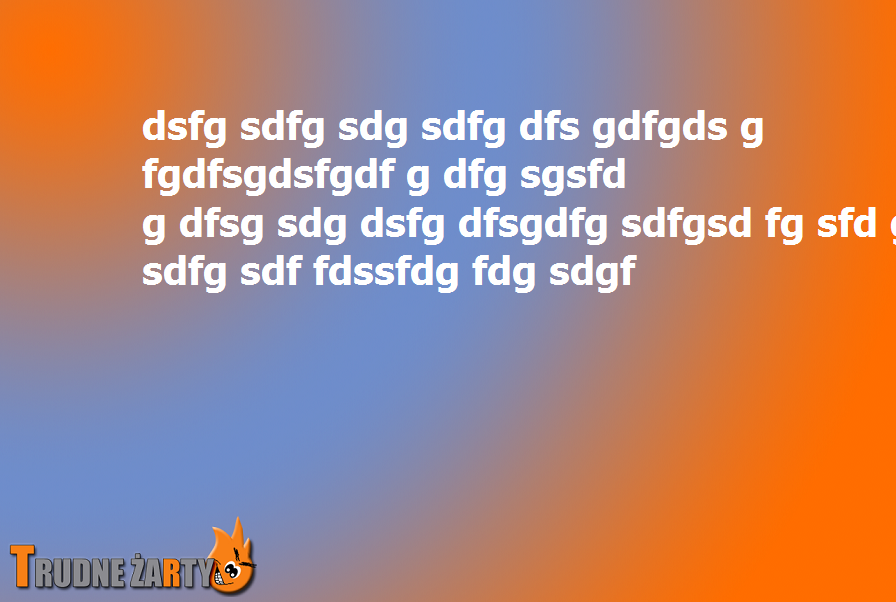 dsfg sdfg sdg sdfg dfs gdfgds g
fgdfsgdsfgdf g dfg sgsfd
g dfsg sdg dsfg dfsgdfg sdfgsd fg sfd g
sdfg sdf fdssfdg fdg sdgf
TRUDNE ŻARTY